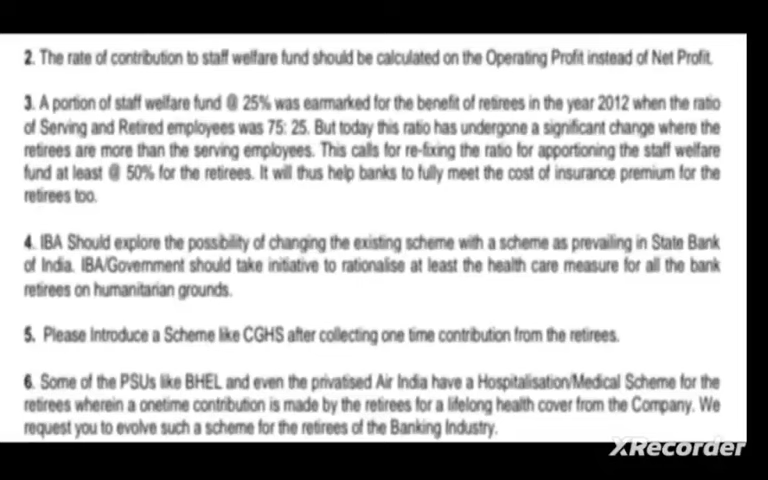 2. The rate of contribution to staff welfare fund should be calculated on the Operating Profit instead of Net Profit.
3. A portion of staff welfare fund @ 25% was earmarked for the benefit of retirees in the year 2012 when the ratio
of Serving and Retired employees was 75: 25. But today this ratio has undergone a significant change where the
retirees are more than the serving employees. This calls for re-fixing the ratio for apportioning the staff welfare
fund at least @ 50% for the retirees. It will thus help banks to fully meet the cost of insurance premium for the
retirees too.
4. IBA Should explore the possibility of changing the existing scheme with a scheme as prevailing in State Bank
of India. IBA/Government should take initiative to rationalise at least the health care measure for all the bank
retirees on humanitarian grounds.
5. Please Introduce a Scheme like CGHS after collecting one time contribution from the retirees.
6. Some of the PSUs like BHEL and even the privatised Air India have a Hospitalisation/Medical Scheme for the
retirees wherein a onetime contribution is made by the retirees for a lifelong health cover from the Company. We
request you to evolve such a scheme for the retirees of the Banking Industry.
XRecorder